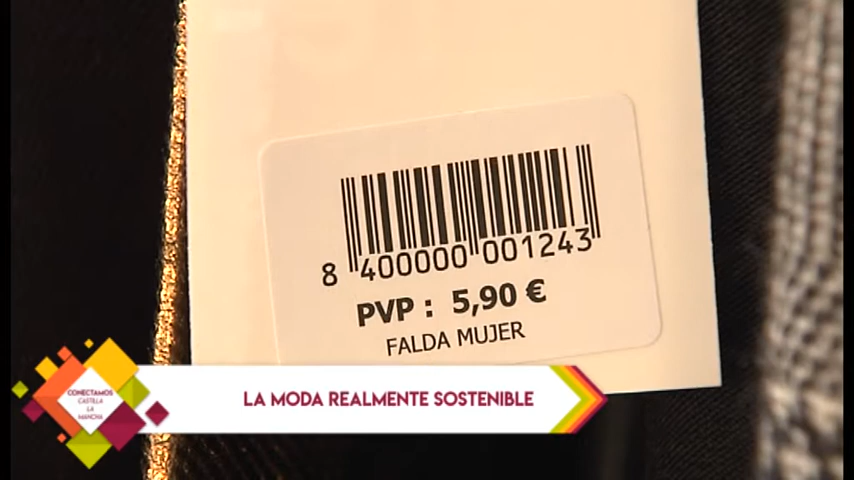 8 400000 001243
PVP : 5,90 €
FALDA MUJER
LA MODA REALMENTE SOSTENIBLE
CONECTAMOS
CASTILLA
LA
MANCHA